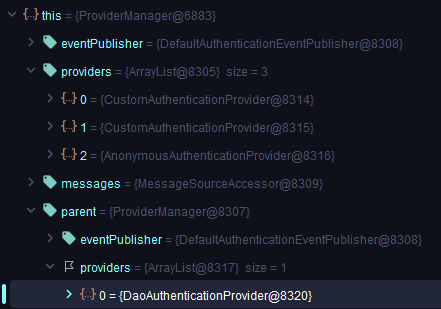 this = {ProviderManager@6883}
eventPublisher = {DefaultAuthenticationEventPublisher@8308}
providers = {ArrayList@8305} size = 3
0 = {CustomAuthenticationProvider@8314}
1 = {CustomAuthenticationProvider@8315}
2 = {AnonymousAuthenticationProvider@8316}
messages = {MessageSourceAccessor@8309}
parent = {ProviderManager@8307}
eventPublisher = {DefaultAuthenticationEventPublisher@8308}
providers = {ArrayList@8317} size = 1
0 = {DaoAuthenticationProvider@8320}